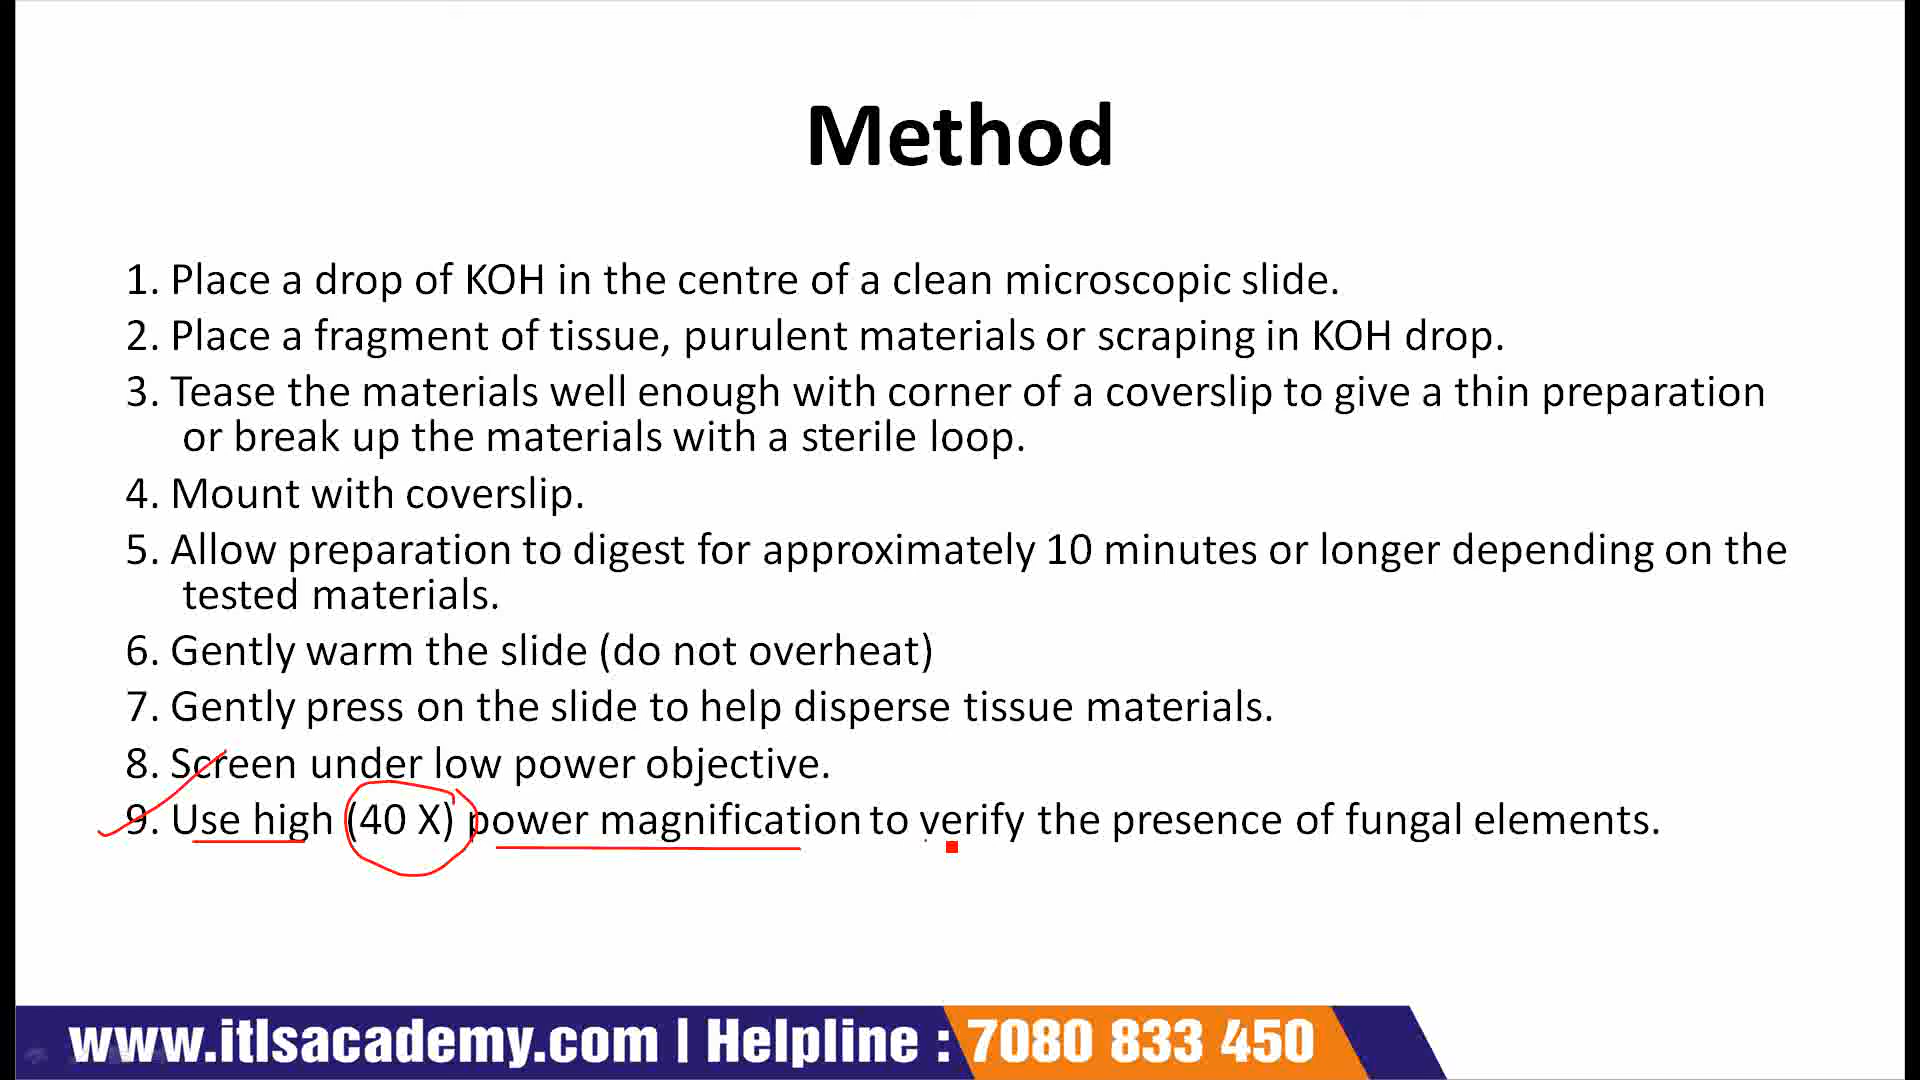 Method
1. Place a drop of KOH in the centre of a clean microscopic slide.
2. Place a fragment of tissue, purulent materials or scraping in KOH drop.
3. Tease the materials well enough with corner of a coverslip to give a thin preparation
or break up the materials with a sterile loop.
4. Mount with coverslip.
5. Allow preparation to digest for approximately 10 minutes or longer depending on the
tested materials.
6. Gently warm the slide (do not overheat)
7. Gently press on the slide to help disperse tissue materials.
8. Screen under low power objective.
9. Use high (40 X) power magnification to verify the presence of fungal elements.
www.itlsacademy.com | Helpline : 7080 833 450